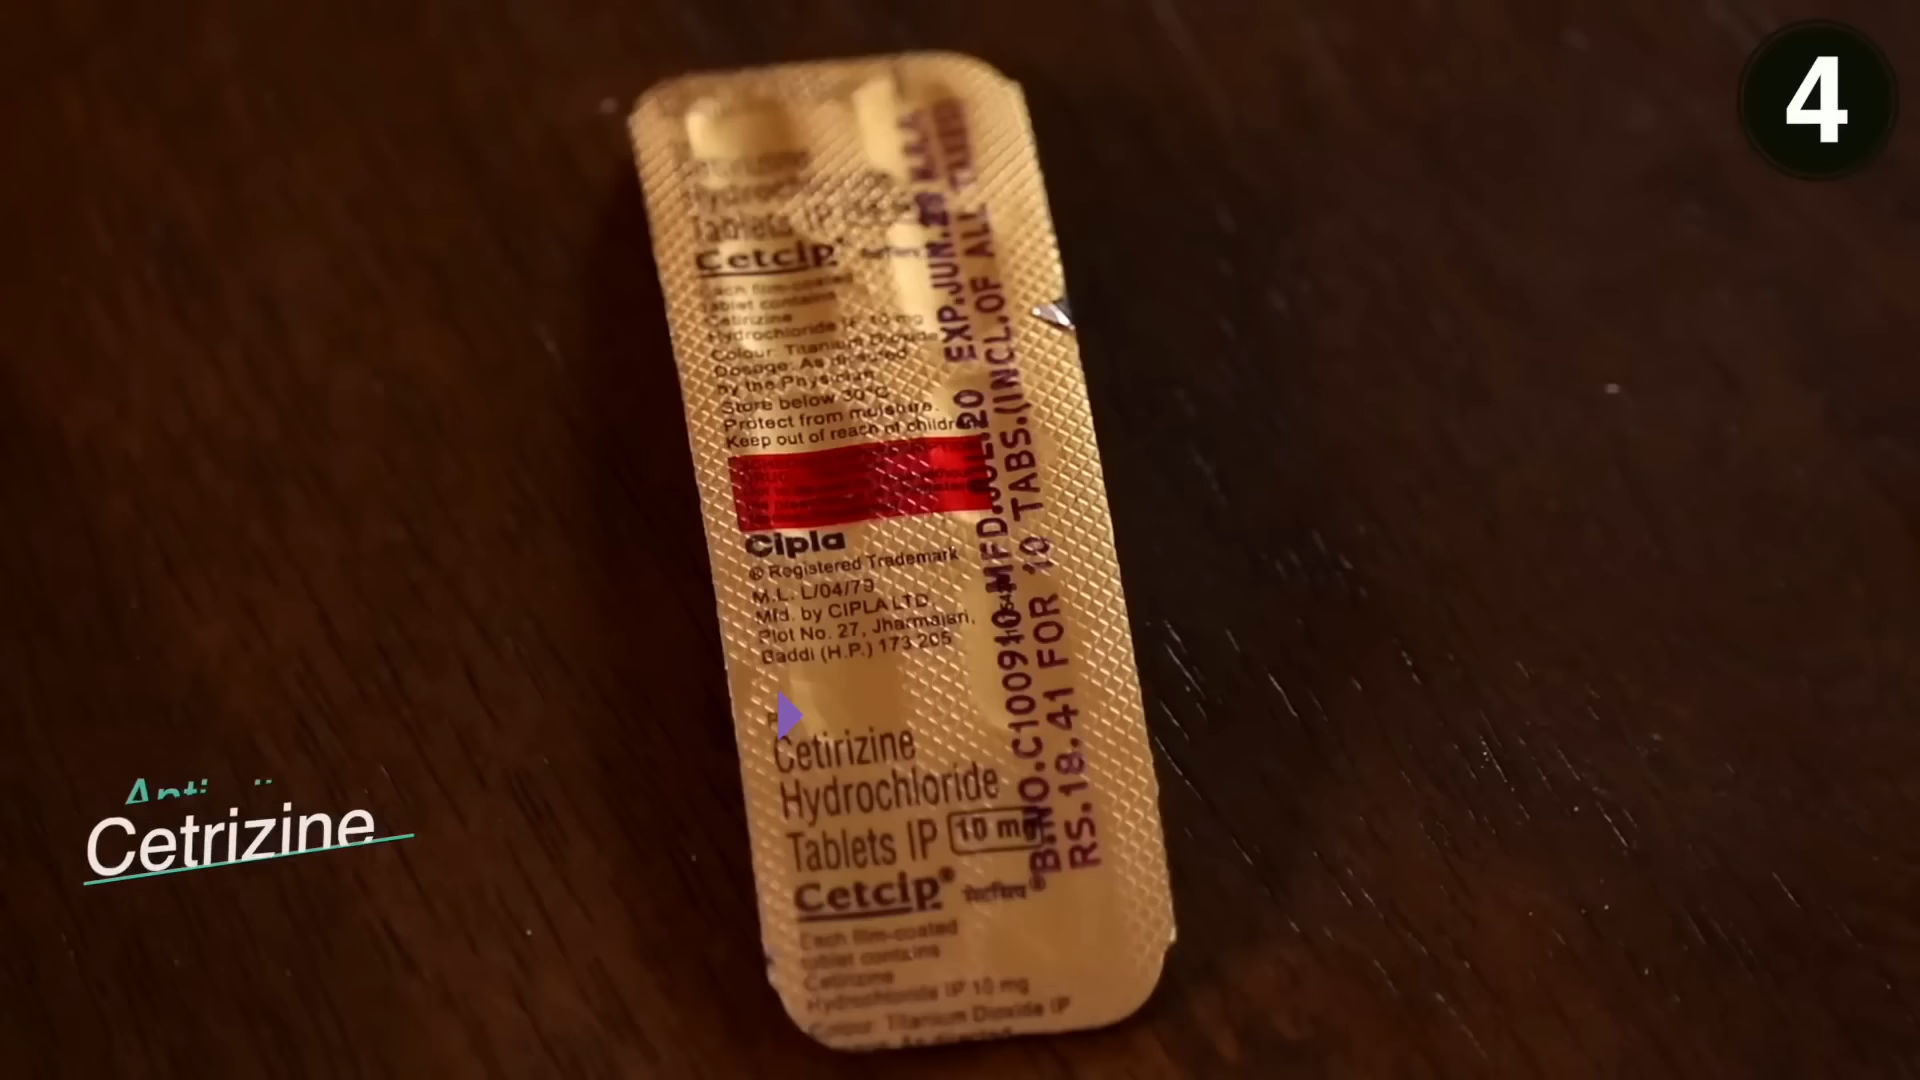 4
Tablets IP
Cetcip
Each film-coated
tablet contains
Cetirizine
Hydrochloride IP 10 mg
Colour: Titanium Dioxide
Dosage: As directed
by the Physician
Store below 30°C
Protect from moisture.
Keep out of reach of children
Cipla
® Registered Trademark
M.L. L/04/79
Mfd. by CIPLA LTD.
Plot No. 27, Jharmajari,
Baddi (H.P.) 173 205
Cetirizine
Hydrochloride
Tablets IP 10 mg
Cetcip® सेटसिप®
Each film-coated
tablet contains
Cetirizine
Hydrochloride IP 10 mg
Colour: Titanium Dioxide IP
B.NO.C100910 MFD.JUL.20 EXP.JUN.23 M.R.P.
RS.18.41 FOR 10 TABS.(INCL.OF ALL TAXES)
Cetrizine